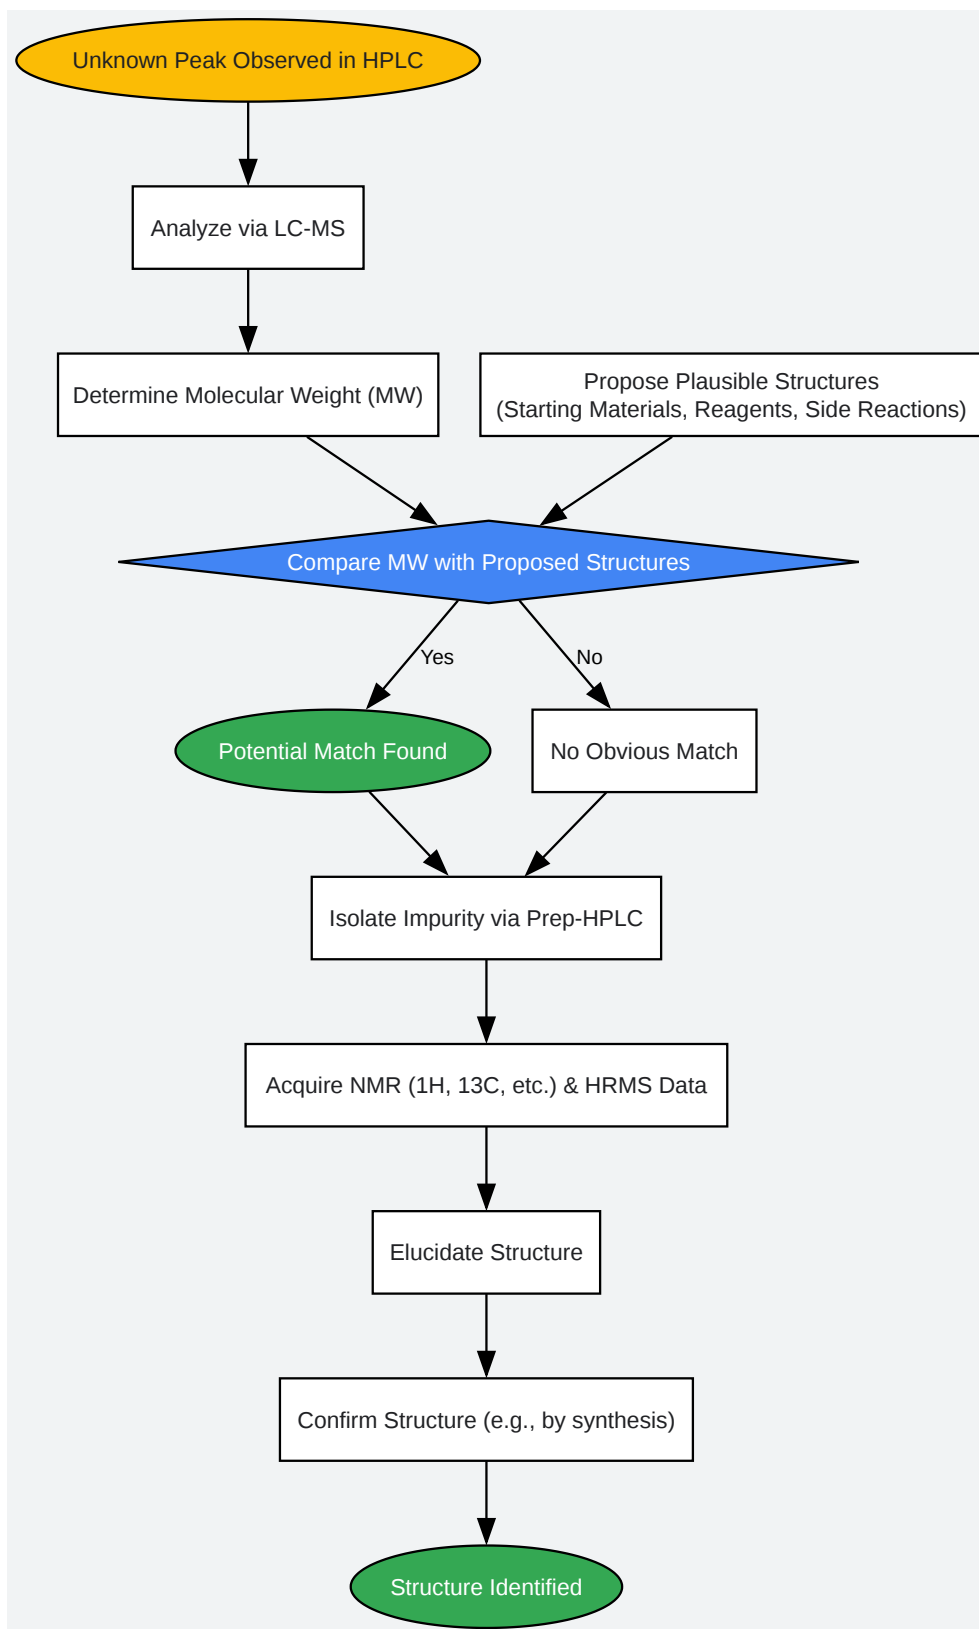 Unknown Peak Observed in HPLC
Analyze via LC-MS
Determine Molecular Weight (MW)
Propose Plausible Structures
(Starting Materials, Reagents, Side Reactions)
Compare MW with Proposed Structures
Yes
No
Potential Match Found
No Obvious Match
Isolate Impurity via Prep-HPLC
Acquire NMR (1H, 13C, etc.) & HRMS Data
Elucidate Structure
Confirm Structure (e.g., by synthesis)
Structure Identified